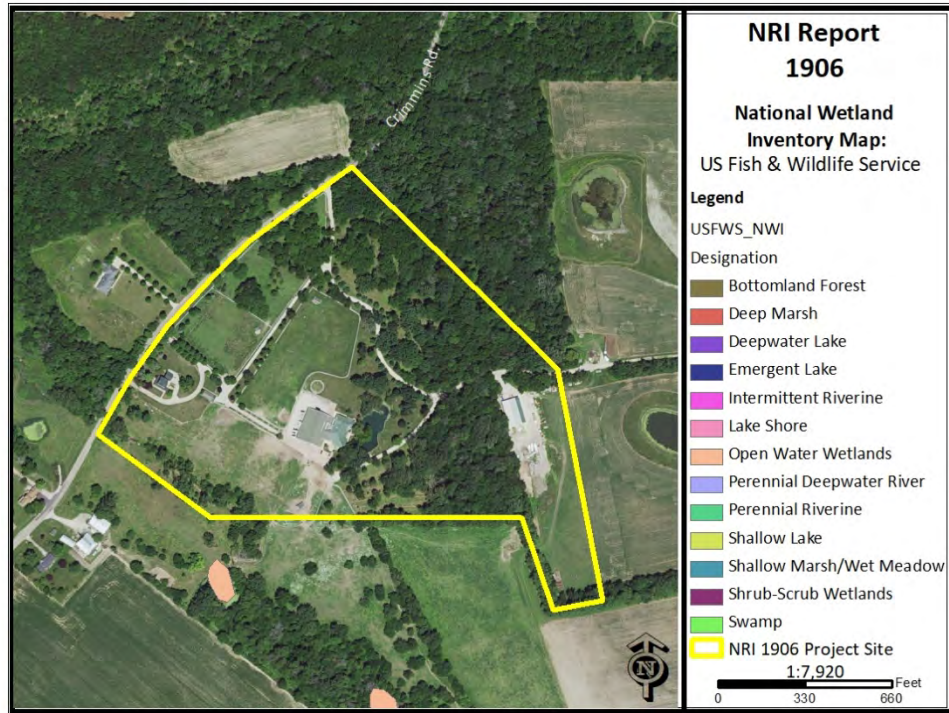 Crimmins Rd
NRI Report
1906
National Wetland
Inventory Map:
US Fish & Wildlife Service
Legend
USFWS_NWI
Designation
Bottomland Forest
Deep Marsh
Deepwater Lake
Emergent Lake
Intermittent Riverine
Lake Shore
Open Water Wetlands
Perennial Deepwater River
Perennial Riverine
Shallow Lake
Shallow Marsh/Wet Meadow
Shrub-Scrub Wetlands
Swamp
NRI 1906 Project Site
1:7,920
Feet
0 330 660
N